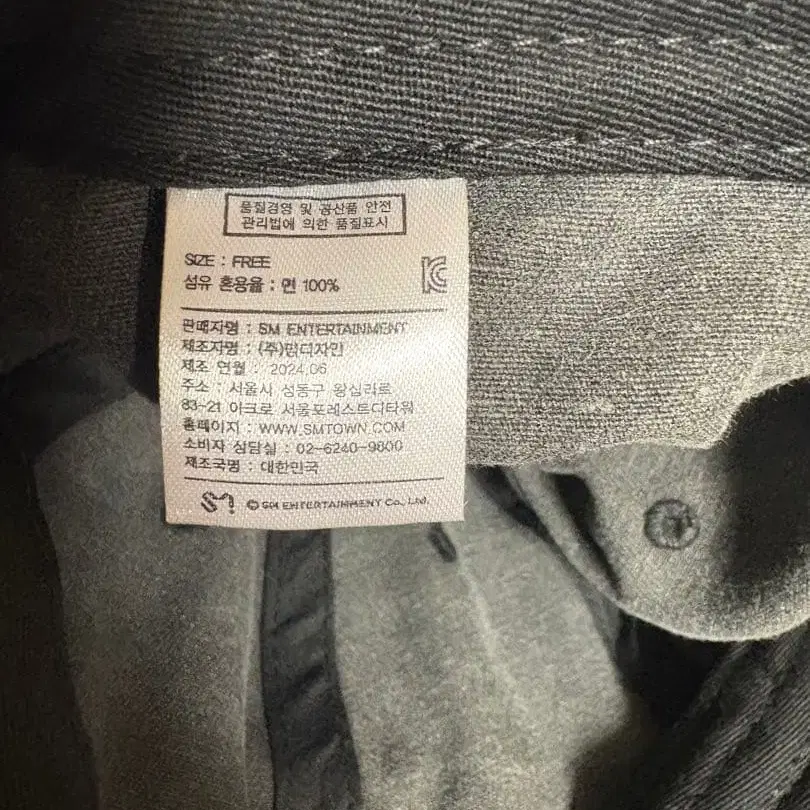 품질경영 및 공산품 안전
관리법에 의한 품질표시
SIZE : FREE
섬유 혼용율 : 면 100%
판매자명 : SM ENTERTAINMENT
제조자명 : (주)텀디자인
제조 연월 : 2024.06
주소 : 서울시 성동구 왕십리로
83-21 아크로 서울포레스트디타워
홈페이지 : WWW.SMTOWN.COM
소비자 상담실 : 02-6240-9800
제조국명 : 대한민국
SM © SM ENTERTAINMENT Co., Ltd.